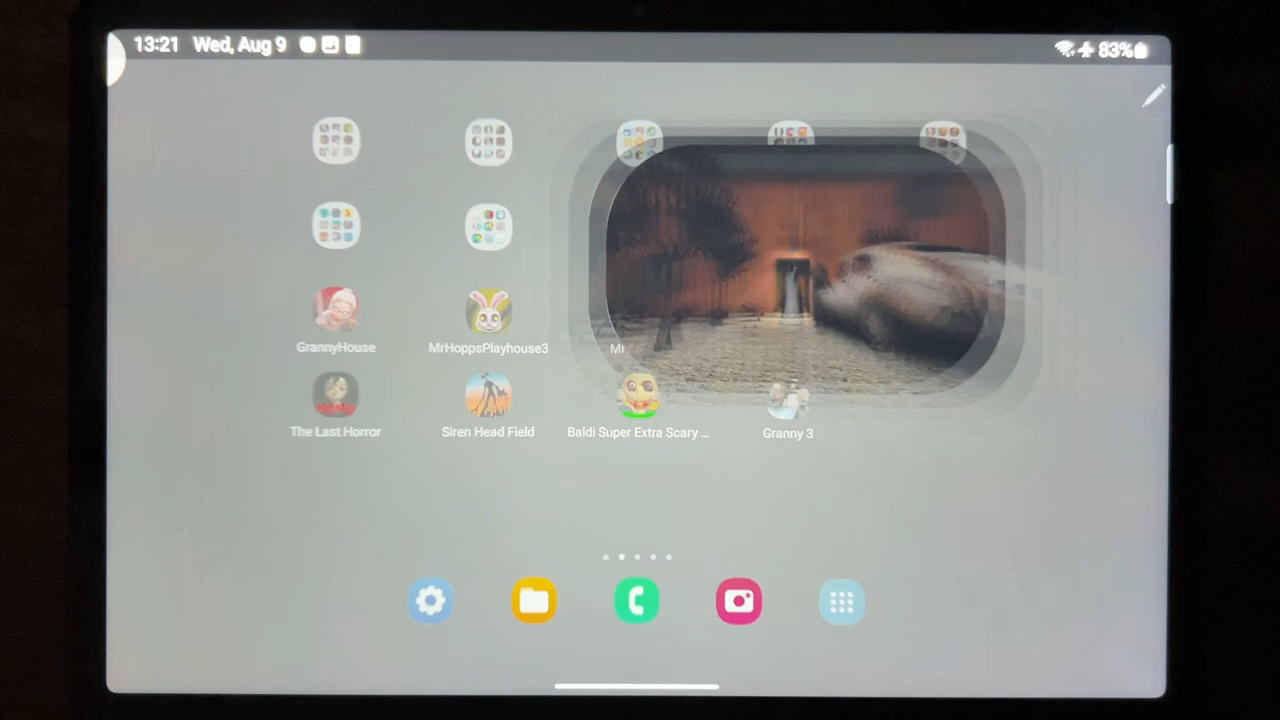 13:21 Wed, Aug 9 83%
GrannyHouse MrHoppsPlayhouse3 Mr
The Last Horror Siren Head Field Baldi Super Extra Scary ... Granny 3